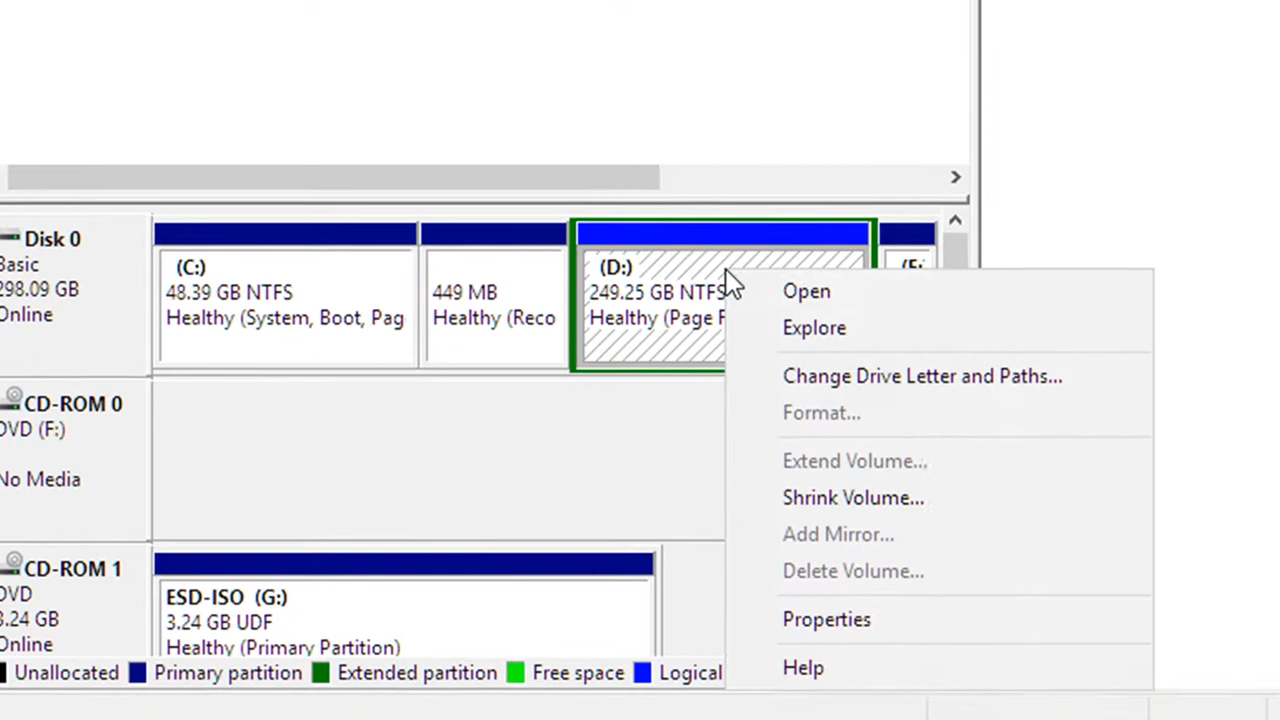 Disk 0
Basic
298.09 GB
Online
(C:)
48.39 GB NTFS
Healthy (System, Boot, Pag
449 MB
Healthy (Reco
(D:)
249.25 GB NTFS
Healthy (Page F
CD-ROM 0
DVD (F:)
No Media
CD-ROM 1
DVD
3.24 GB
Online
ESD-ISO (G:)
3.24 GB UDF
Healthy (Primary Partition)
Unallocated Primary partition Extended partition Free space Logical
Open
Explore
Change Drive Letter and Paths...
Format...
Extend Volume...
Shrink Volume...
Add Mirror...
Delete Volume...
Properties
Help